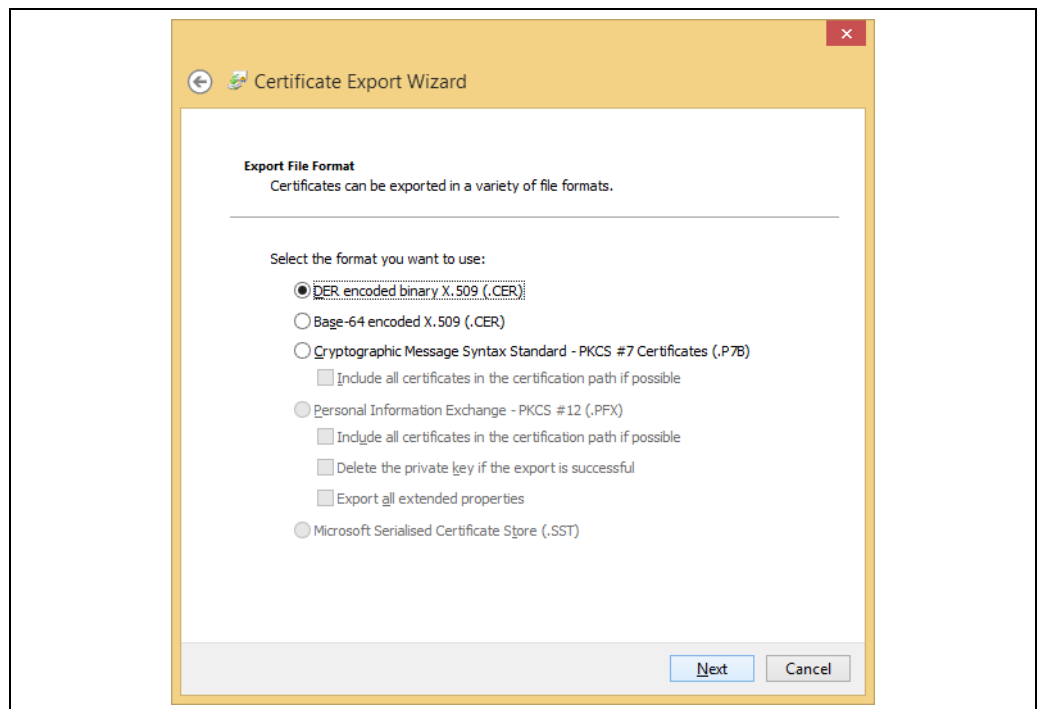 Certificate Export Wizard
Export File Format
Certificates can be exported in a variety of file formats.
Select the format you want to use:
DER encoded binary X.509 (.CER)
Base-64 encoded X.509 (.CER)
Cryptographic Message Syntax Standard - PKCS #7 Certificates (.P7B)
Include all certificates in the certification path if possible
Personal Information Exchange - PKCS #12 (.PFX)
Include all certificates in the certification path if possible
Delete the private key if the export is successful
Export all extended properties
Microsoft Serialised Certificate Store (.SST)
Next Cancel